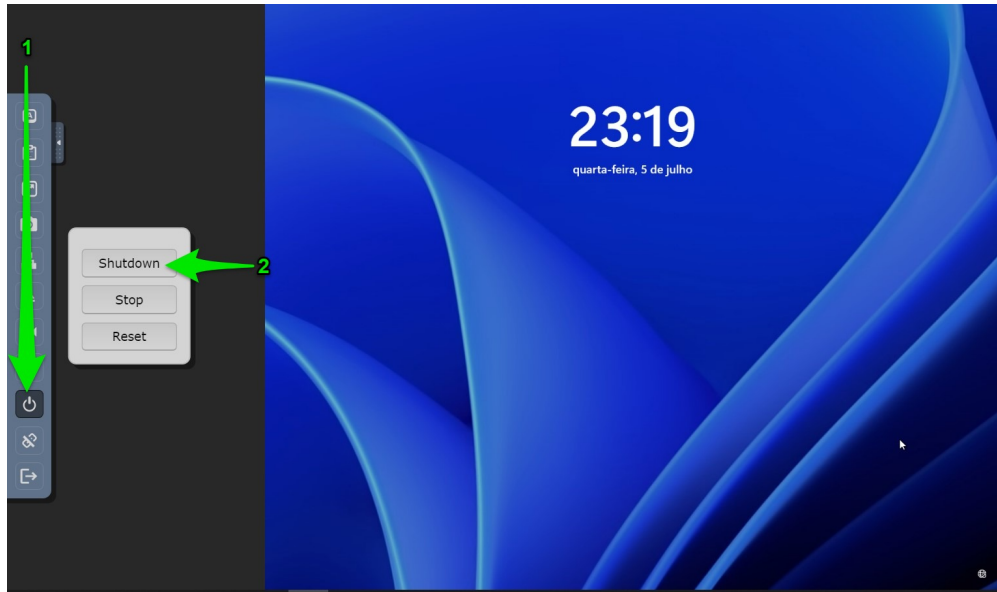 1
A
23:19
quarta-feira, 5 de julho
Shutdown
2
Stop
Reset